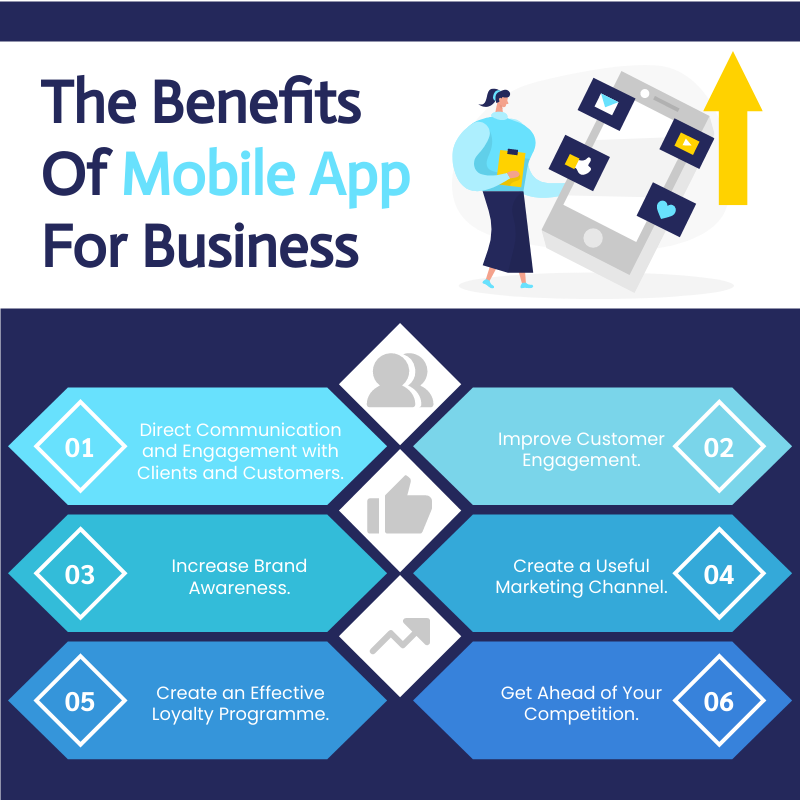 The Benefits
Of Mobile App
For Business
01
Direct Communication
and Engagement with
Clients and Customers.
Improve Customer
Engagement.
02
03
Increase Brand
Awareness.
Create a Useful
Marketing Channel.
04
05
Create an Effective
Loyalty Programme.
Get Ahead of Your
Competition.
06